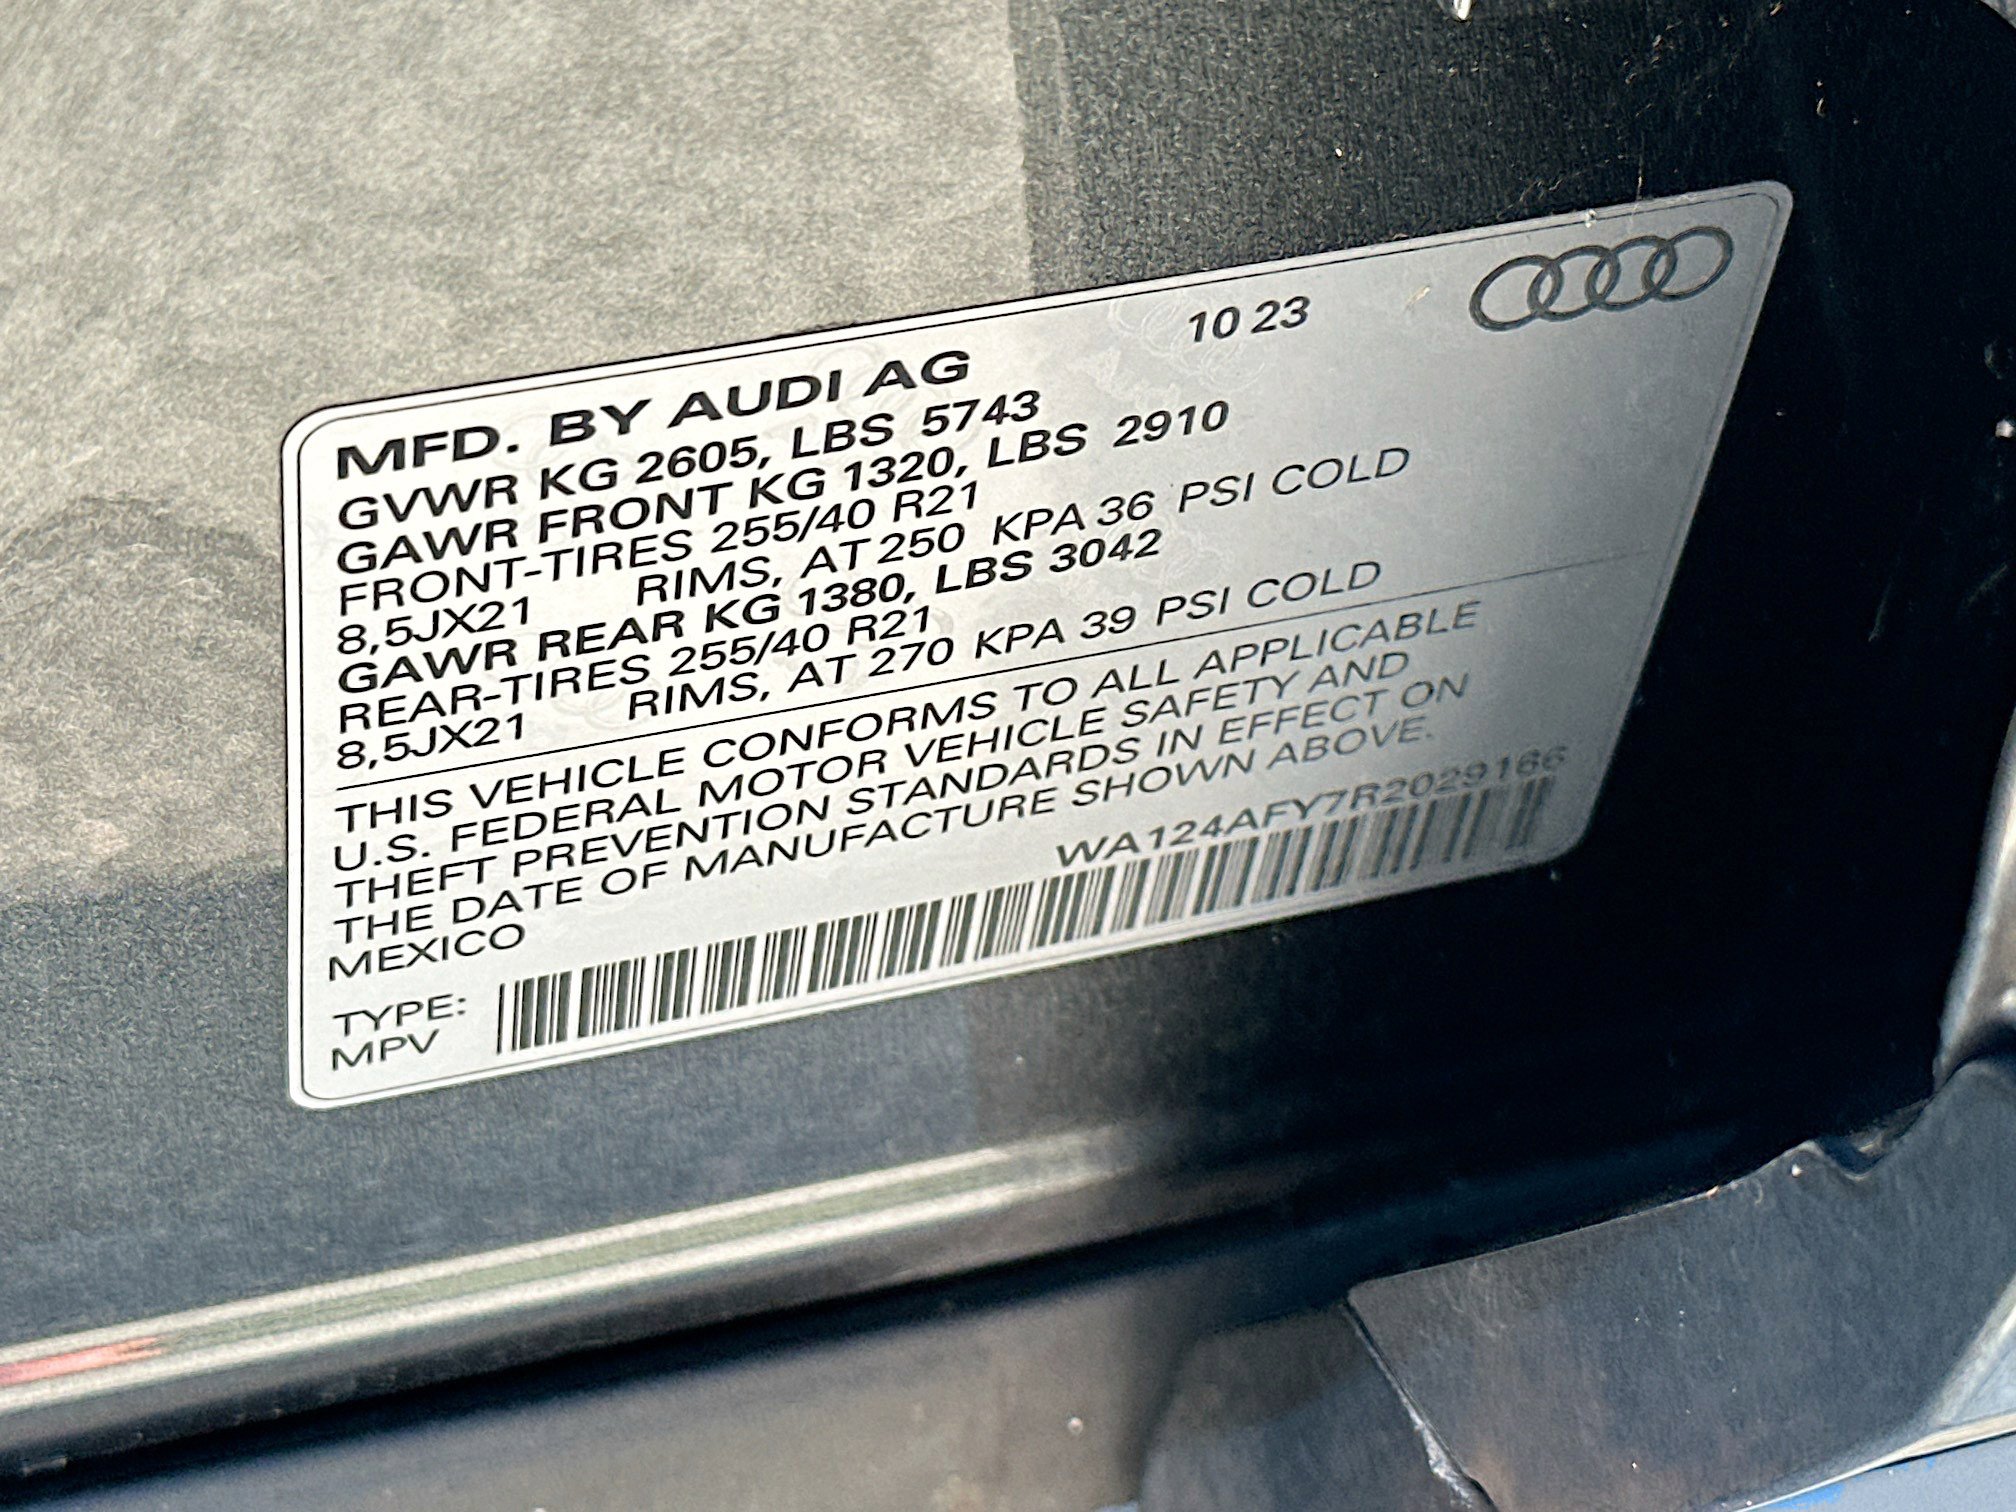 10 23
MFD. BY AUDI AG
GVWR KG 2605, LBS 5743
GAWR FRONT KG 1320, LBS 2910
FRONT-TIRES 255/40 R21
8,5JX21 RIMS, AT 250 KPA 36 PSI COLD
GAWR REAR KG 1380, LBS 3042
REAR-TIRES 255/40 R21
8,5JX21 RIMS, AT 270 KPA 39 PSI COLD
THIS VEHICLE CONFORMS TO ALL APPLICABLE
U.S. FEDERAL MOTOR VEHICLE SAFETY AND
THEFT PREVENTION STANDARDS IN EFFECT ON
THE DATE OF MANUFACTURE SHOWN ABOVE.
MEXICO
WA124AFY7R2029166
TYPE:
MPV